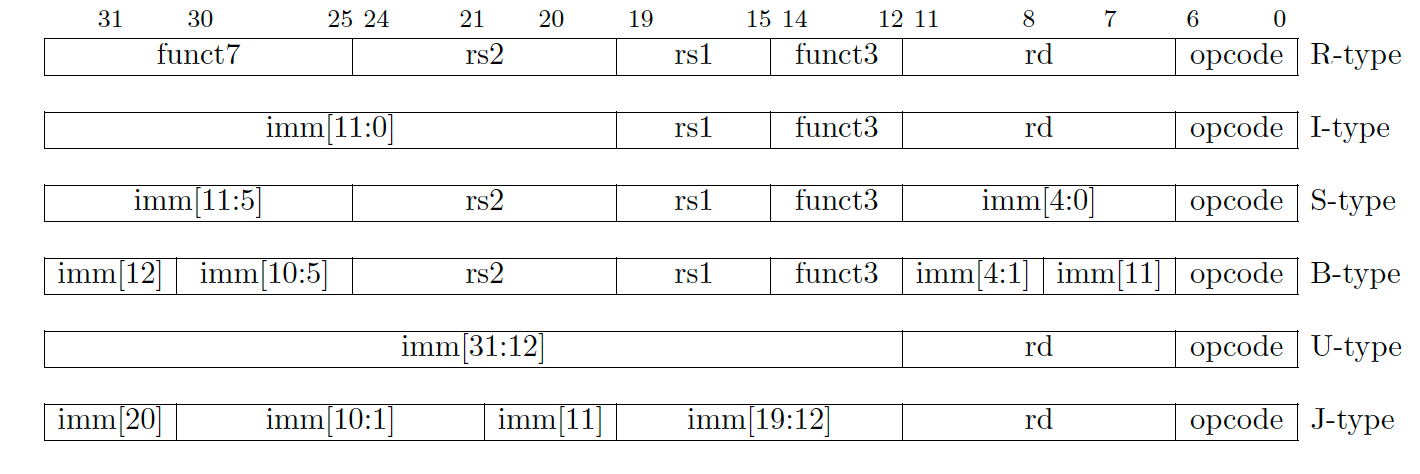 31 30 25 24 21 20 19 15 14 12 11 8 7 6 0
funct7 rs2 rs1 funct3 rd opcode R-type
imm[11:0] rs1 funct3 rd opcode I-type
imm[11:5] rs2 rs1 funct3 imm[4:0] opcode S-type
imm[12] imm[10:5] rs2 rs1 funct3 imm[4:1] imm[11] opcode B-type
imm[31:12] rd opcode U-type
imm[20] imm[10:1] imm[11] imm[19:12] rd opcode J-type